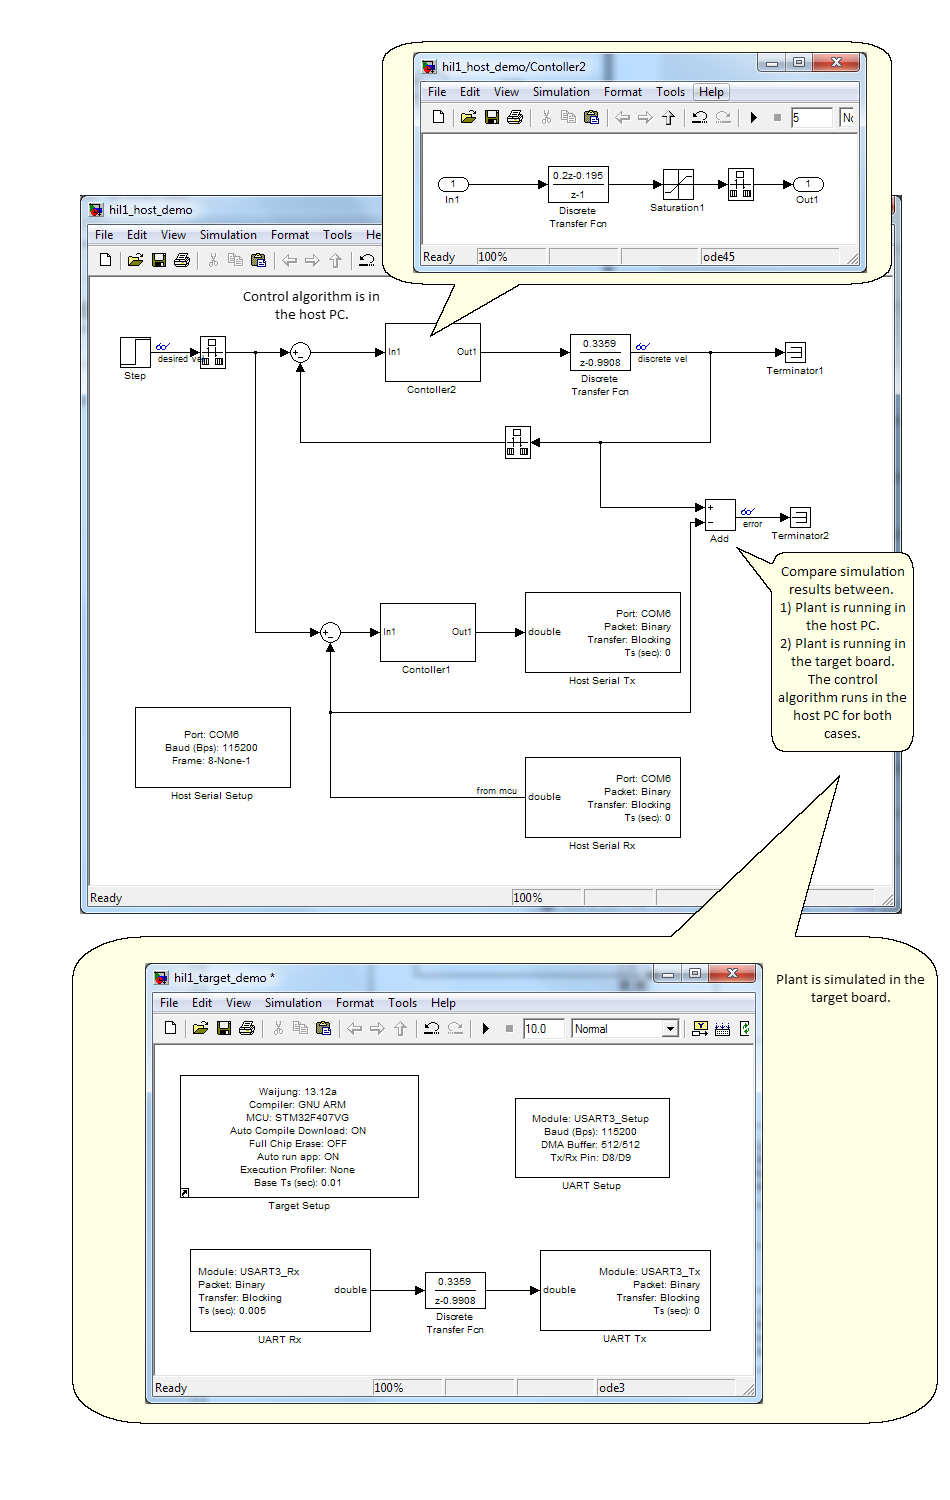 hil1_host_demo/Contoller2
File Edit View Simulation Format Tools Help
5
1
In1
0.2z-0.195
z-1
Discrete
Transfer Fcn
Saturation1
1
Out1
Ready 100% ode45
hil1_host_demo
File Edit View Simulation Format Tools He
Control algorithm is in
the host PC.
Step
desired ve
In1 Out1
Contoller2
0.3359
z-0.9908
Discrete
Transfer Fcn
discrete vel
Terminator1
Add
error
Terminator2
Compare simulation
results between.
1) Plant is running in
the host PC.
2) Plant is running in
the target board.
The control
algorithm runs in the
host PC for both
cases.
In1 Out1
Contoller1
double
Port: COM6
Packet: Binary
Transfer: Blocking
Ts (sec): 0
Host Serial Tx
Port: COM6
Baud (Bps): 115200
Frame: 8-None-1
Host Serial Setup
from mcu
double
Port: COM6
Packet: Binary
Transfer: Blocking
Ts (sec): 0
Host Serial Rx
Ready 100%
hil1_target_demo *
Plant is simulated in the
target board.
File Edit View Simulation Format Tools Help
10.0 Normal
Waijung: 13.12a
Compiler: GNU ARM
MCU: STM32F407VG
Auto Compile Download: ON
Full Chip Erase: OFF
Auto run app: ON
Execution Profiler: None
Base Ts (sec): 0.01
Target Setup
Module: USART3_Setup
Baud (Bps): 115200
DMA Buffer: 512/512
Tx/Rx Pin: D8/D9
UART Setup
Module: USART3_Rx
Packet: Binary
Transfer: Blocking
Ts (sec): 0.005
double
UART Rx
0.3359
z-0.9908
Discrete
Transfer Fcn
double
Module: USART3_Tx
Packet: Binary
Transfer: Blocking
Ts (sec): 0
UART Tx
Ready 100% ode3